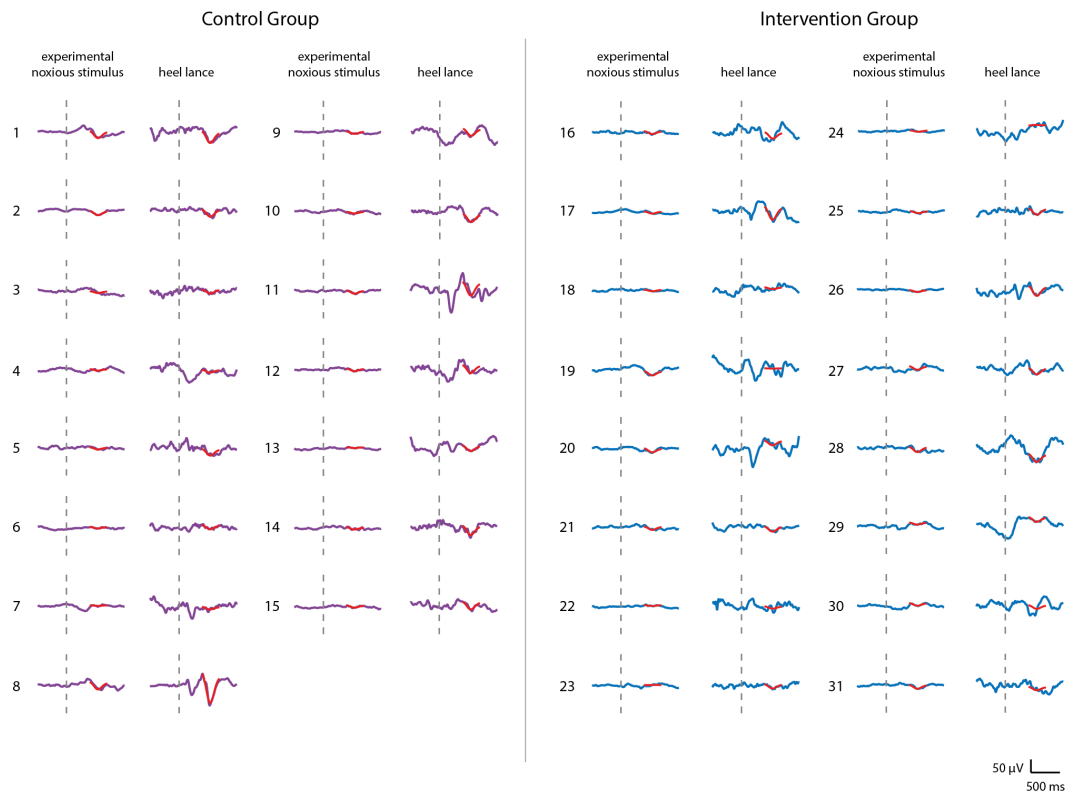 Control Group
Intervention Group
experimental
noxious stimulus
heel lance
experimental
noxious stimulus
heel lance
experimental
noxious stimulus
heel lance
experimental
noxious stimulus
heel lance
1
9
16
24
2
10
17
25
3
11
18
26
4
12
19
27
5
13
20
28
6
14
21
29
7
15
22
30
8
23
31
50 µV
500 ms